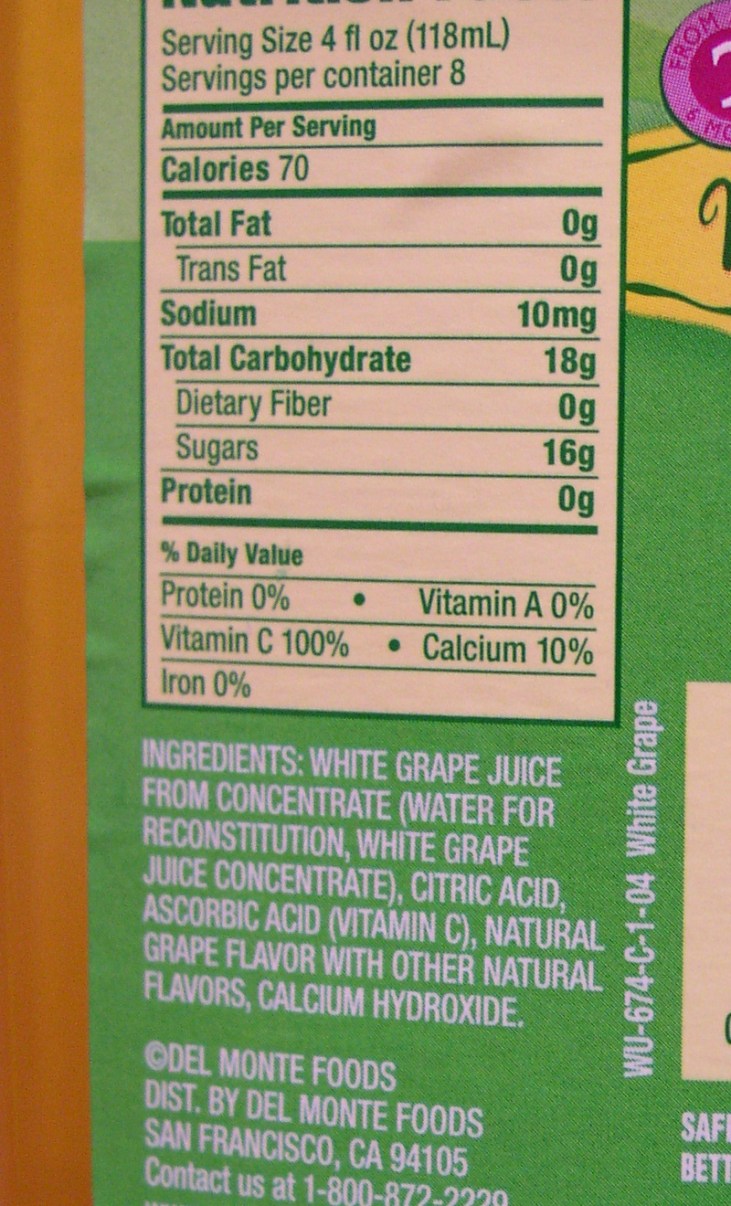 Serving Size 4 fl oz (118mL)
Servings per container 8
Amount Per Serving
Calories 70
Total Fat 0g
Trans Fat 0g
Sodium 10mg
Total Carbohydrate 18g
Dietary Fiber 0g
Sugars 16g
Protein 0g
% Daily Value
Protein 0% • Vitamin A 0%
Vitamin C 100% • Calcium 10%
Iron 0%
INGREDIENTS: WHITE GRAPE JUICE
FROM CONCENTRATE (WATER FOR
RECONSTITUTION, WHITE GRAPE
JUICE CONCENTRATE), CITRIC ACID,
ASCORBIC ACID (VITAMIN C), NATURAL
GRAPE FLAVOR WITH OTHER NATURAL
FLAVORS, CALCIUM HYDROXIDE.
©DEL MONTE FOODS
DIST. BY DEL MONTE FOODS
SAN FRANCISCO, CA 94105
Contact us at 1-800-872-2229
WU-674-C-1-04 White Grape
FROM
6 MO
SAF
BETT